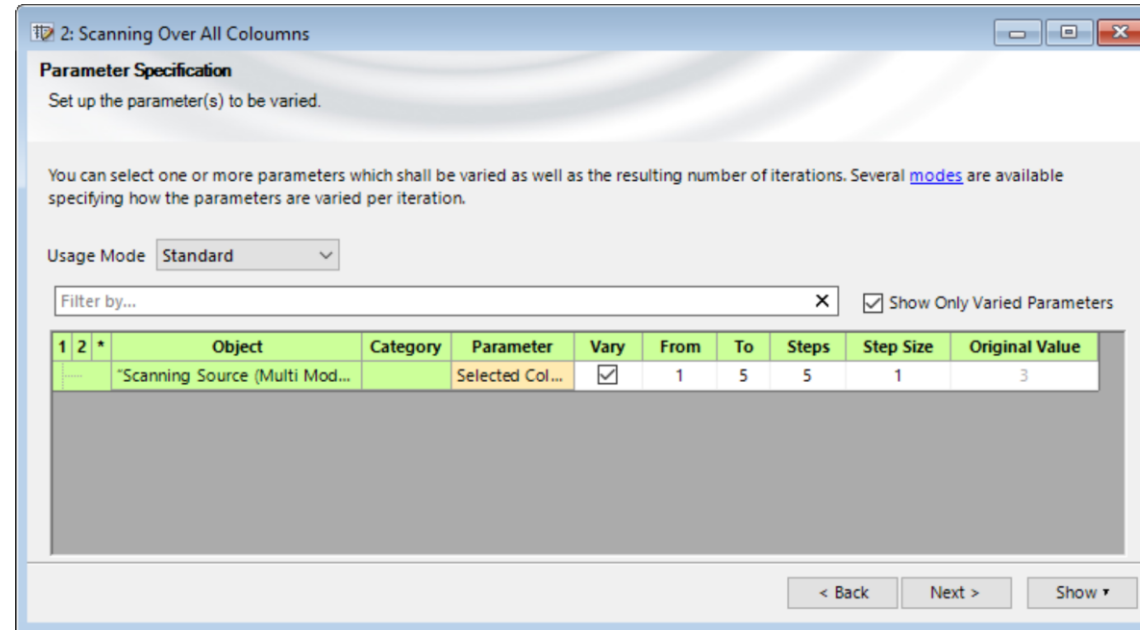 2: Scanning Over All Coloumns
Parameter Specification
Set up the parameter(s) to be varied.
You can select one or more parameters which shall be varied as well as the resulting number of iterations. Several modes are available
specifying how the parameters are varied per iteration.
Usage Mode Standard
Filter by... Show Only Varied Parameters
1 2 * Object Category Parameter Vary From To Steps Step Size Original Value
"Scanning Source (Multi Mod... Selected Col... 1 5 5 1 3
< Back Next > Show